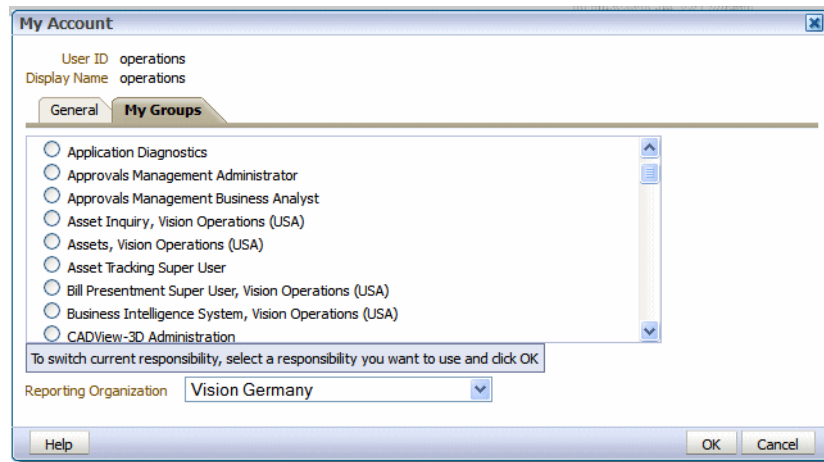 My Account
User ID operations
Display Name operations
General My Groups
Application Diagnostics
Approvals Management Administrator
Approvals Management Business Analyst
Asset Inquiry, Vision Operations (USA)
Assets, Vision Operations (USA)
Asset Tracking Super User
Bill Presentment Super User, Vision Operations (USA)
Business Intelligence System, Vision Operations (USA)
CADView-3D Administration
To switch current responsibility, select a responsibility you want to use and click OK
Reporting Organization Vision Germany
Help OK Cancel